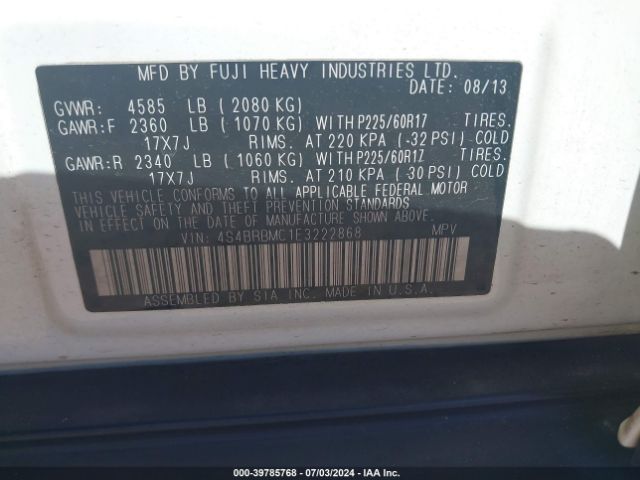 MFD BY FUJI HEAVY INDUSTRIES LTD.
DATE: 08/13
GVWR: 4585 LB (2080 KG)
GAWR:F 2360 LB (1070 KG) WITH P225/60R17 TIRES.
17X7J RIMS. AT 220 KPA (-32 PSI) COLD
GAWR:R 2340 LB (1060 KG) WITH P225/60R17 TIRES.
17X7J RIMS. AT 210 KPA (-30 PSI) COLD
THIS VEHICLE CONFORMS TO ALL APPLICABLE FEDERAL MOTOR
VEHICLE SAFETY AND THEFT PREVENTION STANDARDS
IN EFFECT ON THE DATE OF MANUFACTURE SHOWN ABOVE.
VIN: 4S4BRBMC1E3222868 MPV
ASSEMBLED BY SIA INC. MADE IN U.S.A.
000-39785768 - 07/03/2024 - IAA Inc.